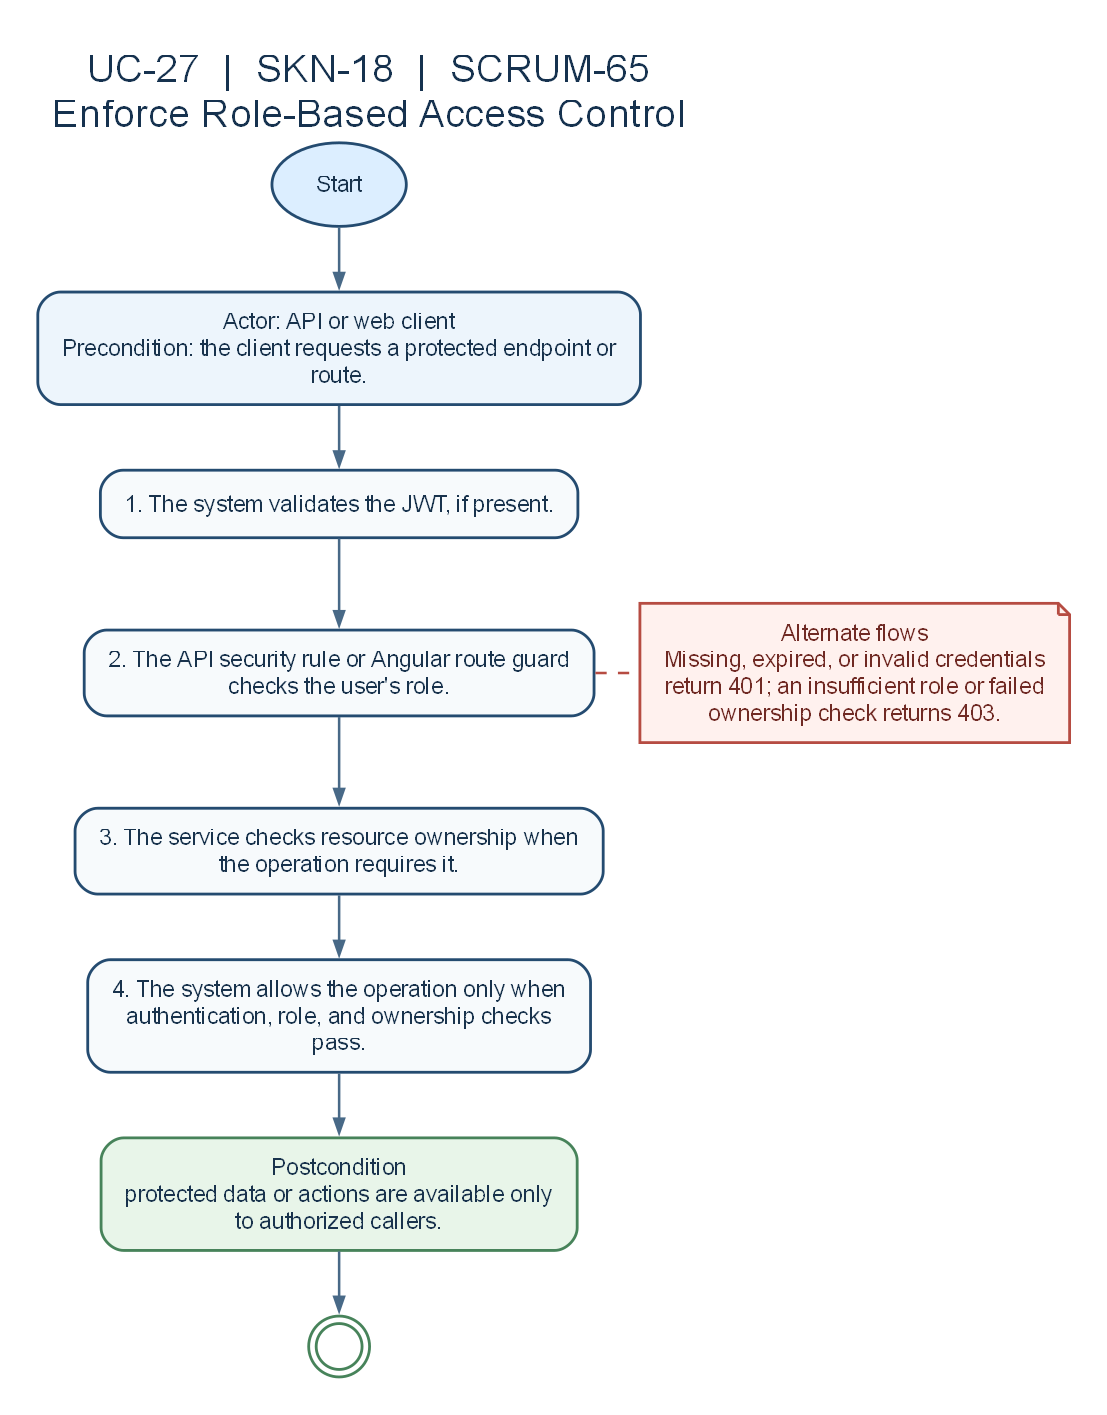 UC-27 | SKN-18 | SCRUM-65
Enforce Role-Based Access Control
Start
Actor: API or web client
Precondition: the client requests a protected endpoint or
route.
1. The system validates the JWT, if present.
2. The API security rule or Angular route guard
checks the user's role.
Alternate flows
Missing, expired, or invalid credentials
return 401; an insufficient role or failed
ownership check returns 403.
3. The service checks resource ownership when
the operation requires it.
4. The system allows the operation only when
authentication, role, and ownership checks
pass.
Postcondition
protected data or actions are available only
to authorized callers.